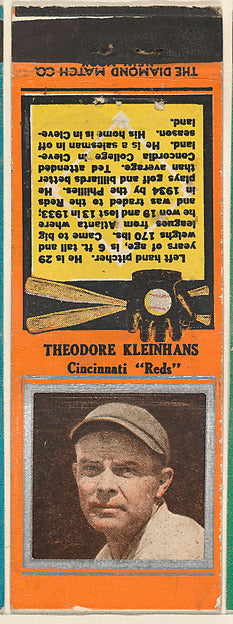 THE DIAMOND MATCH CO.
Left hand pitcher. He is 29
years of age, is 6 ft. tall and
weighs 170 lbs. Came to big
leagues from Atlanta where
he won 19 and lost 13 in 1933;
and was traded to the Reds
in 1934 by the Phillies. He
plays golf and billiards better
than average. Ted attended
Concordia College in Cleve-
land. He is a salesman in off
season. His home is in Cleve-
land.
THEODORE KLEINHANS
Cincinnati "Reds"